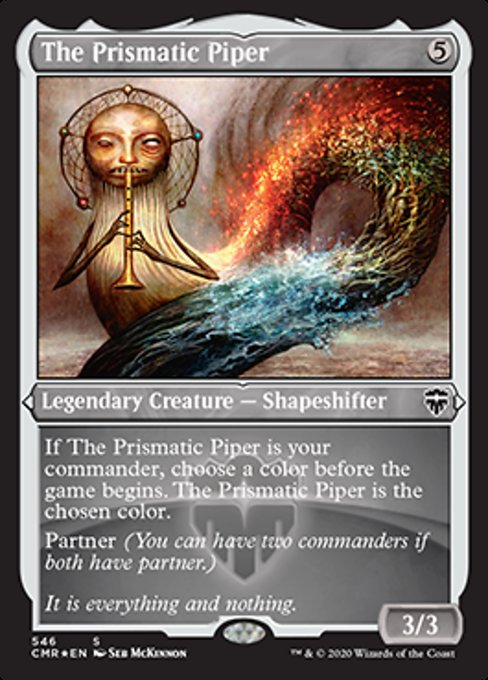 The Prismatic Piper 5
Legendary Creature — Shapeshifter
If The Prismatic Piper is your
commander, choose a color before the
game begins. The Prismatic Piper is the
chosen color.
Partner (You can have two commanders if
both have partner.)
It is everything and nothing.
3/3
546 S
CMR★EN Seb McKinnon
™ & © 2020 Wizards of the Coast